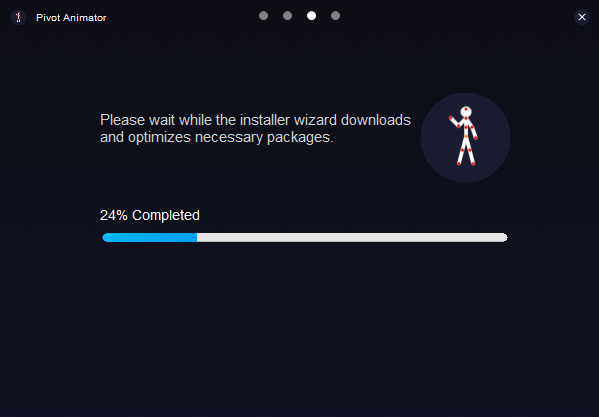 Pivot Animator
Please wait while the installer wizard downloads
and optimizes necessary packages.
24% Completed